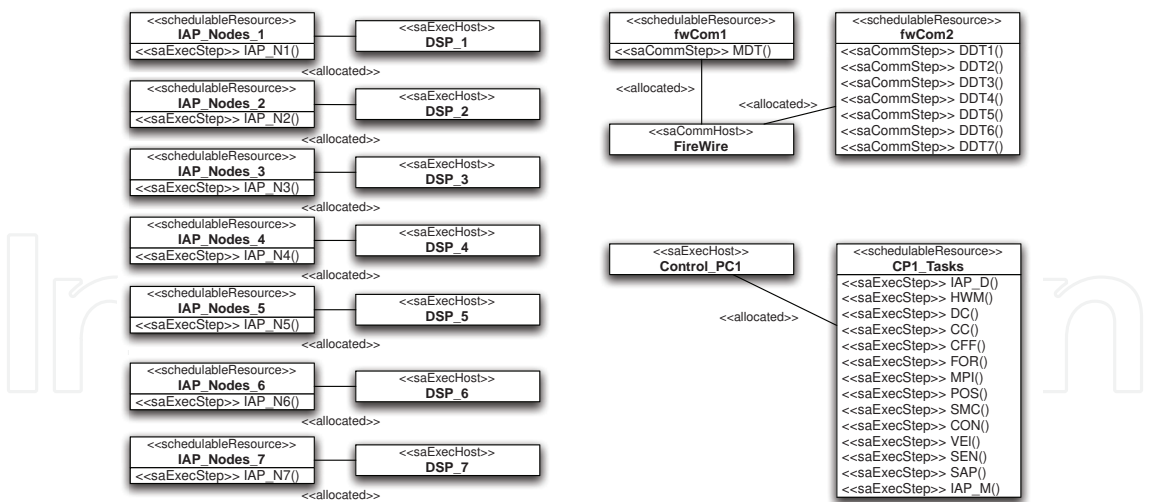 <<schedulableResource>>
IAP_Nodes_1
<<saExecStep>> IAP_N1()
<<saExecHost>>
DSP_1
<<allocated>>
<<schedulableResource>>
IAP_Nodes_2
<<saExecStep>> IAP_N2()
<<saExecHost>>
DSP_2
<<allocated>>
<<schedulableResource>>
IAP_Nodes_3
<<saExecStep>> IAP_N3()
<<saExecHost>>
DSP_3
<<allocated>>
<<schedulableResource>>
IAP_Nodes_4
<<saExecStep>> IAP_N4()
<<saExecHost>>
DSP_4
<<allocated>>
<<schedulableResource>>
IAP_Nodes_5
<<saExecStep>> IAP_N5()
<<saExecHost>>
DSP_5
<<allocated>>
<<schedulableResource>>
IAP_Nodes_6
<<saExecStep>> IAP_N6()
<<saExecHost>>
DSP_6
<<allocated>>
<<schedulableResource>>
IAP_Nodes_7
<<saExecStep>> IAP_N7()
<<saExecHost>>
DSP_7
<<allocated>>
<<schedulableResource>>
fwCom1
<<saCommStep>> MDT()
<<allocated>>
<<schedulableResource>>
fwCom2
<<saCommStep>> DDT1()
<<saCommStep>> DDT2()
<<saCommStep>> DDT3()
<<saCommStep>> DDT4()
<<saCommStep>> DDT5()
<<saCommStep>> DDT6()
<<saCommStep>> DDT7()
<<allocated>>
<<saCommHost>>
FireWire
<<saExecHost>>
Control_PC1
<<allocated>>
<<schedulableResource>>
CP1_Tasks
<<saExecStep>> IAP_D()
<<saExecStep>> HWM()
<<saExecStep>> DC()
<<saExecStep>> CC()
<<saExecStep>> CFF()
<<saExecStep>> FOR()
<<saExecStep>> MPI()
<<saExecStep>> POS()
<<saExecStep>> SMC()
<<saExecStep>> CON()
<<saExecStep>> VEI()
<<saExecStep>> SEN()
<<saExecStep>> SAP()
<<saExecStep>> IAP_M()